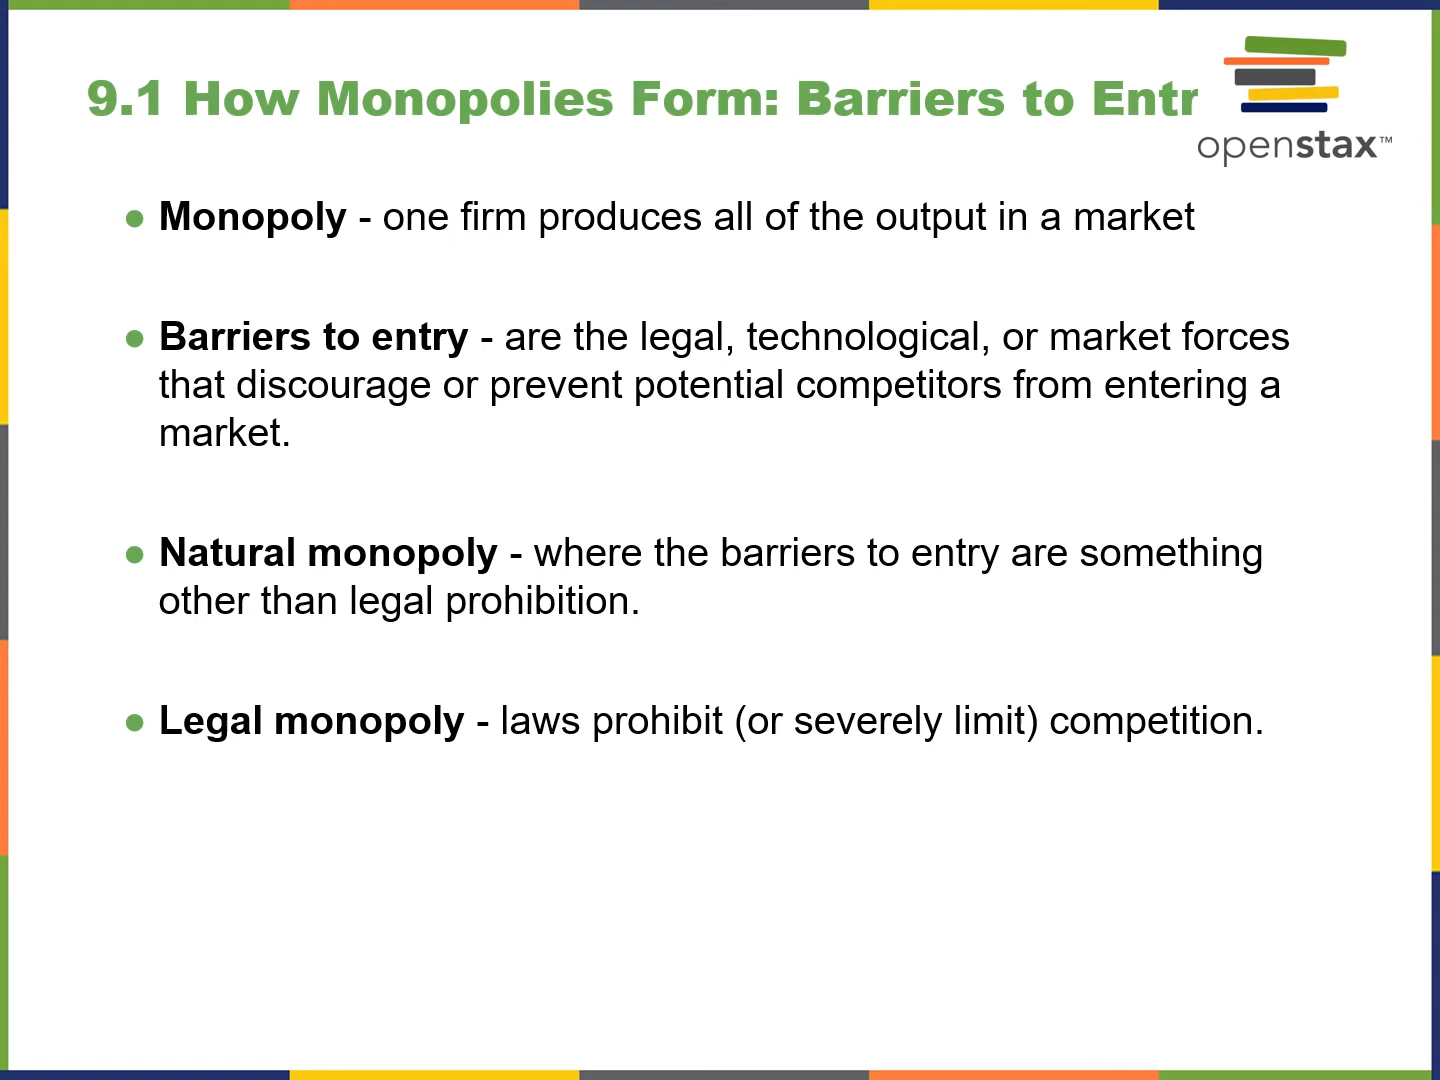 9.1 How Monopolies Form: Barriers to Entr
openstax™
● Monopoly - one firm produces all of the output in a market
● Barriers to entry - are the legal, technological, or market forces
that discourage or prevent potential competitors from entering a
market.
● Natural monopoly - where the barriers to entry are something
other than legal prohibition.
● Legal monopoly - laws prohibit (or severely limit) competition.